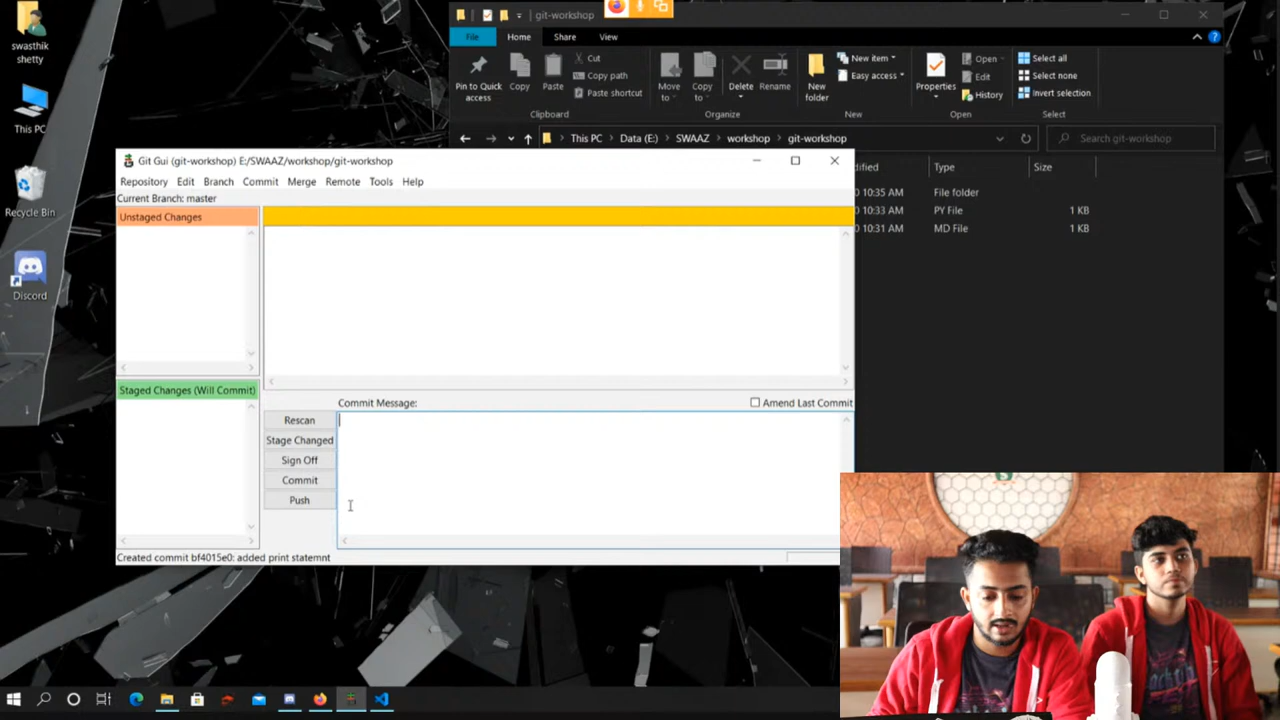 swasthik
shetty
This PC
Recycle Bin
Discord
git-workshop
File Home Share View
Pin to Quick
access
Copy
Paste
Cut
Copy path
Paste shortcut
Clipboard
Move
to
Copy
to
Delete
Rename
Organize
New
folder
New item
Easy access
New
Properties
Open
Edit
History
Open
Select all
Select none
Invert selection
Select
This PC > Data (E:) > SWAAZ > workshop > git-workshop
Search git-workshop
dified Type Size
0 10:35 AM File folder
0 10:33 AM PY File 1 KB
0 10:31 AM MD File 1 KB
Git Gui (git-workshop) E:/SWAAZ/workshop/git-workshop
Repository Edit Branch Commit Merge Remote Tools Help
Current Branch: master
Unstaged Changes
Staged Changes (Will Commit)
Commit Message:
Amend Last Commit
Rescan
Stage Changed
Sign Off
Commit
Push
Created commit bf4015e0: added print statemnt